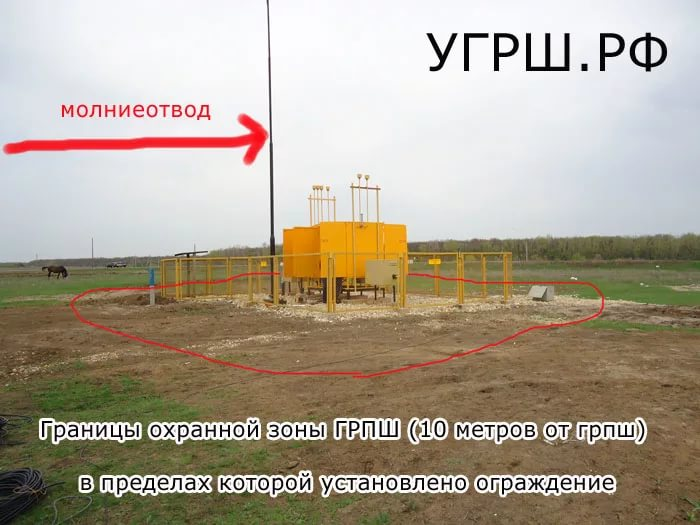 УГРШ.РФ
молниеотвод
Границы охранной зоны ГРПШ (10 метров от грпш)
в пределах которой установлено ограждение